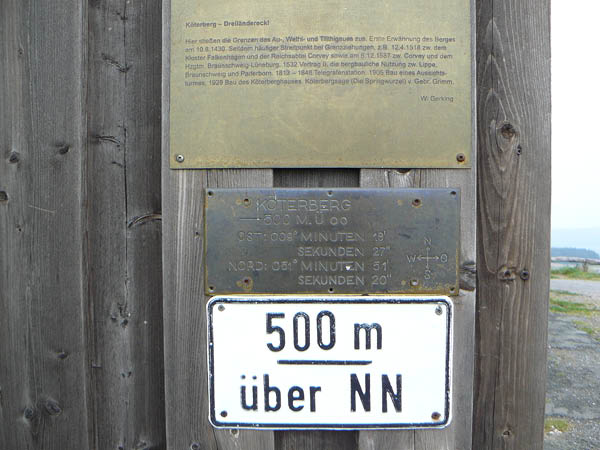 Köterberg – Dreiländereck!
Hier stießen die Grenzen des Au-, Wethi- und Tilithigaues zus. Erste Erwähnung des Berges
am 10.8.1430. Seitdem häufiger Streitpunkt bei Grenzziehungen, z.B. 12.4.1518 zw. dem
Kloster Falkenhagen und der Reichsabtei Corvey sowie am 6.12.1587 zw. Corvey und dem
Hzgtm. Braunschweig-Lüneburg. 1532 Vertrag ü. die bergbauliche Nutzung zw. Lippe,
Braunschweig und Paderborn. 1819 – 1848 Telegrafenstation. 1935 Bau eines Aussichts-
turmes. 1929 Bau des Köterberghauses. Köterbergsage (Die Springwurzel) v. Gebr. Grimm.
W. Gerking
KÖTERBERG
500 M. Ü
OST: 009° MINUTEN 19'
SEKUNDEN 27"
NORD: 051° MINUTEN 51'
SEKUNDEN 20"
N
W O
S
500 m
über NN